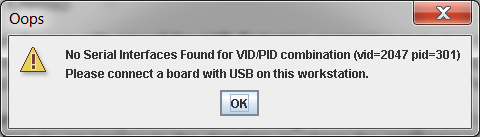 Oops
No Serial Interfaces Found for VID/PID combination (vid=2047 pid=301)
Please connect a board with USB on this workstation.
OK